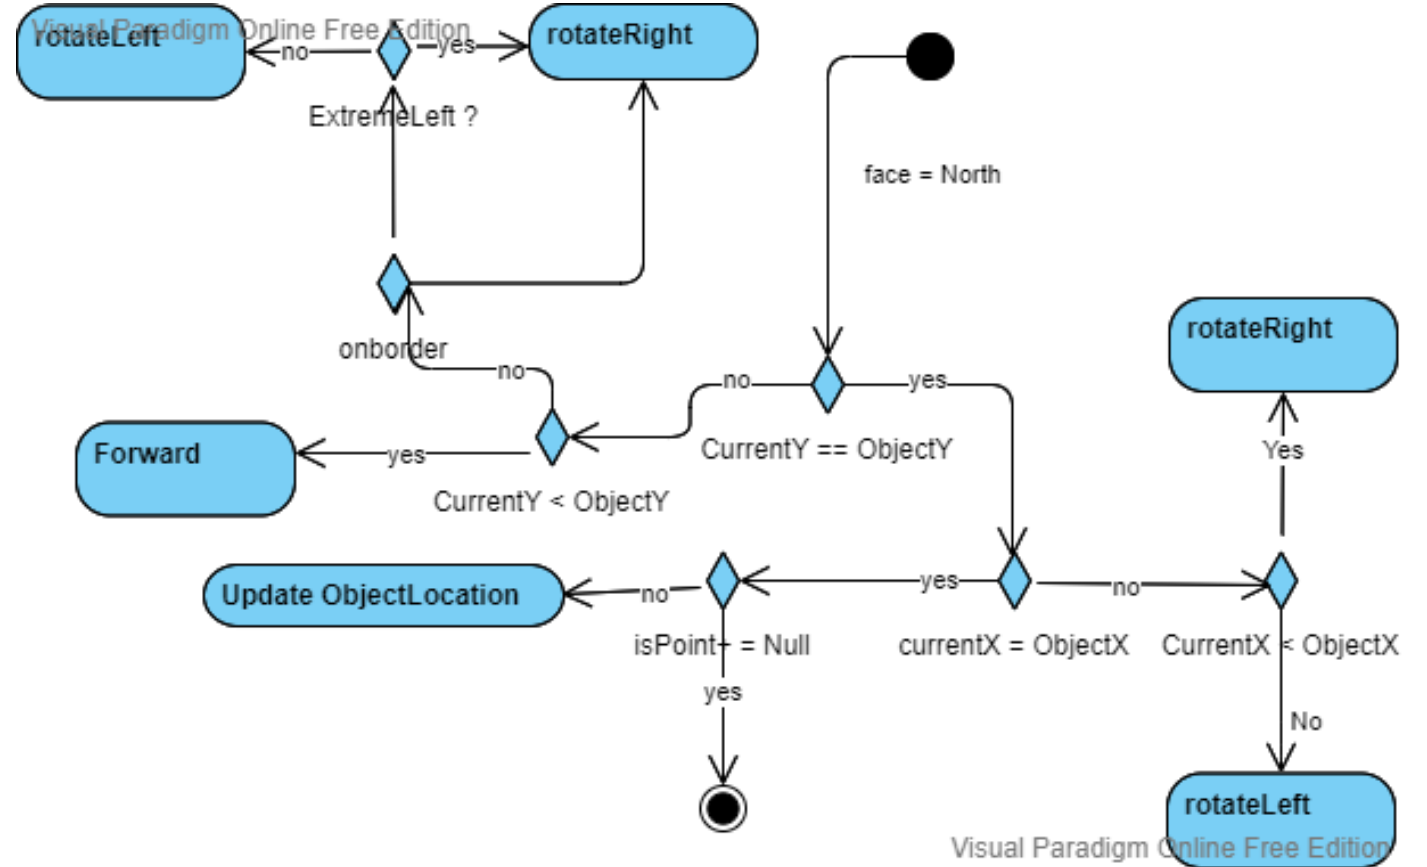 Visual Paradigm Online Free Edition
rotateLeft
no
yes
rotateRight
ExtremeLeft ?
face = North
onborder
no
no
yes
rotateRight
Forward
yes
CurrentY == ObjectY
Yes
CurrentY < ObjectY
Update ObjectLocation
no
yes
no
isPoint+ = Null
currentX = ObjectX
CurrentX < ObjectX
yes
No
rotateLeft
Visual Paradigm Online Free Edition